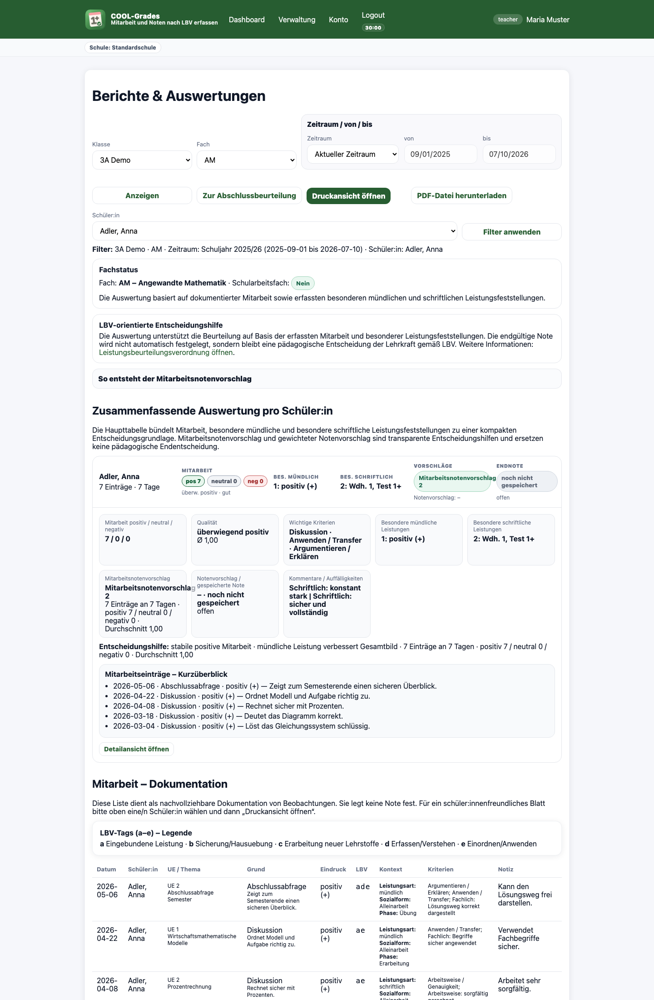 COOL-Grades
Mitarbeit und Noten nach LBV erfassen
Dashboard
Verwaltung
Konto
Logout
30:00
teacher
Maria Muster
Schule: Standardschule
Berichte & Auswertungen
Zeitraum / von / bis
Klasse
Fach
Zeitraum
von
bis
3A Demo
AM
Aktueller Zeitraum
09/01/2025
07/10/2026
Anzeigen
Zur Abschlussbeurteilung
Druckansicht öffnen
PDF-Datei herunterladen
Schüler:in
Adler, Anna
Filter anwenden
Filter: 3A Demo · AM · Zeitraum: Schuljahr 2025/26 (2025-09-01 bis 2026-07-10) · Schüler:in: Adler, Anna
Fachstatus
Fach: AM – Angewandte Mathematik · Schularbeitsfach: Nein
Die Auswertung basiert auf dokumentierter Mitarbeit sowie erfassten besonderen mündlichen und schriftlichen Leistungsfeststellungen.
LBV-orientierte Entscheidungshilfe
Die Auswertung unterstützt die Beurteilung auf Basis der erfassten Mitarbeit und besonderer Leistungsfeststellungen. Die endgültige Note
wird nicht automatisch festgelegt, sondern bleibt eine pädagogische Entscheidung der Lehrkraft gemäß LBV. Weitere Informationen:
Leistungsbeurteilungsverordnung öffnen.
So entsteht der Mitarbeitsnotenvorschlag
Zusammenfassende Auswertung pro Schüler:in
Die Haupttabelle bündelt Mitarbeit, besondere mündliche und besondere schriftliche Leistungsfeststellungen zu einer kompakten
Entscheidungsgrundlage. Mitarbeitsnotenvorschlag und gewichteter Notenvorschlag sind transparente Entscheidungshilfen und ersetzen
keine pädagogische Endentscheidung.
Adler, Anna
7 Einträge · 7 Tage
MITARBEIT
pos 7
neutral 0
neg 0
überw. positiv · gut
BES. MÜNDLICH
1: positiv (+)
BES. SCHRIFTLICH
2: Wdh. 1, Test 1+
VORSCHLÄGE
Mitarbeitsnotenvorschlag
2
Notenvorschlag: –
ENDNOTE
noch nicht
gespeichert
offen
Mitarbeit positiv / neutral /
negativ
7 / 0 / 0
Qualität
überwiegend positiv
Ø 1,00
Wichtige Kriterien
Diskussion ·
Anwenden / Transfer
· Argumentieren /
Erklären
Besondere mündliche
Leistungen
1: positiv (+)
Besondere schriftliche
Leistungen
2: Wdh. 1, Test 1+
Mitarbeitsnotenvorschlag
Mitarbeitsnotenvorschlag
2
7 Einträge an 7 Tagen ·
positiv 7 / neutral 0 /
negativ 0 ·
Durchschnitt 1,00
Notenvorschlag /
gespeicherte Note
– · noch nicht
gespeichert
offen
Kommentare / Auffälligkeiten
Schriftlich: konstant
stark | Schriftlich:
sicher und
vollständig
Entscheidungshilfe: stabile positive Mitarbeit · mündliche Leistung verbessert Gesamtbild · 7 Einträge an 7 Tagen · positiv 7 / neutral 0 /
negativ 0 · Durchschnitt 1,00
Mitarbeitseinträge – Kurzüberblick
• 2026-05-06 · Abschlussabfrage · positiv (+) — Zeigt zum Semesterende einen sicheren Überblick.
• 2026-04-22 · Diskussion · positiv (+) — Ordnet Modell und Aufgabe richtig zu.
• 2026-04-08 · Diskussion · positiv (+) — Rechnet sicher mit Prozenten.
• 2026-03-18 · Diskussion · positiv (+) — Deutet das Diagramm korrekt.
• 2026-03-04 · Diskussion · positiv (+) — Löst das Gleichungssystem schlüssig.
Detailansicht öffnen
Mitarbeit – Dokumentation
Diese Liste dient als nachvollziehbare Dokumentation von Beobachtungen. Sie legt keine Note fest. Für ein schüler:innenfreundliches Blatt
bitte oben eine/n Schüler:in wählen und dann „Druckansicht öffnen“.
LBV-Tags (a–e) – Legende
a Eingebundene Leistung · b Sicherung/Hausuebung · c Erarbeitung neuer Lehrstoffe · d Erfassen/Verstehen · e Einordnen/Anwenden
Datum
Schüler:in
UE / Thema
Grund
Eindruck
LBV
Kontext
Kriterien
Notiz
2026-
05-06
Adler,
Anna
UE 2
Abschlussabfrage
Semester
Abschlussabfrage
Zeigt zum
Semesterende einen
sicheren Überblick.
positiv
(+)
ade
Leistungsart:
mündlich
Sozialform:
Alleinarbeit
Phase: Übung
Argumentieren /
Erklären; Anwenden /
Transfer; Fachlich:
Lösungsweg korrekt
dargestellt
Kann den
Lösungsweg frei
darstellen.
2026-
04-22
Adler,
Anna
UE 1
Wirtschaftsmathematische
Modelle
Diskussion
Ordnet Modell und
Aufgabe richtig zu.
positiv
(+)
ae
Leistungsart:
mündlich
Sozialform:
Alleinarbeit
Phase:
Erarbeitung
Anwenden / Transfer;
Fachlich: Begriffe
sicher angewendet
Verwendet
Fachbegriffe
sicher.
2026-
04-08
Adler,
Anna
UE 2
Prozentrechnung
Diskussion
Rechnet sicher mit
Prozenten.
positiv
(+)
ae
Leistungsart:
schriftlich
Sozialform:
Arbeitsweise /
Genauigkeit;
Arbeitsweise: sorgfältig
Arbeitet sehr
sorgfältig.